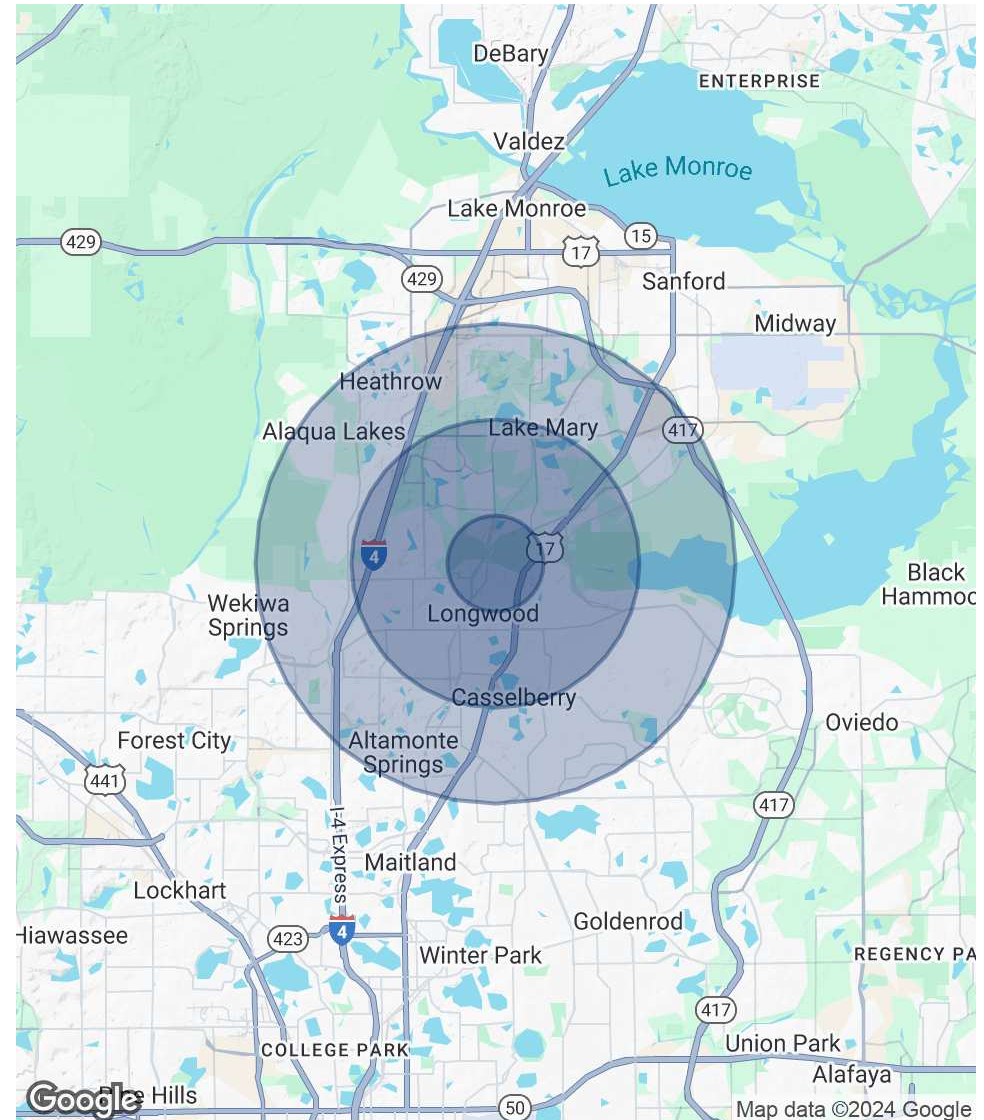 DeBary
ENTERPRISE
Valdez
Lake Monroe
Lake Monroe
15
429
17
429
Sanford
Midway
Heathrow
Alaqua Lakes
Lake Mary
417
17
4
Black
Hammoc
Wekiwa
Springs
Longwood
Casselberry
Oviedo
Forest City
Altamonte
Springs
441
417
I-4 Express
Maitland
Lockhart
Goldenrod
Hiawassee
423
4
Winter Park
REGENCY PA
417
COLLEGE PARK
Union Park
Alafaya
Google
Hills
50
Map data ©2024 Google